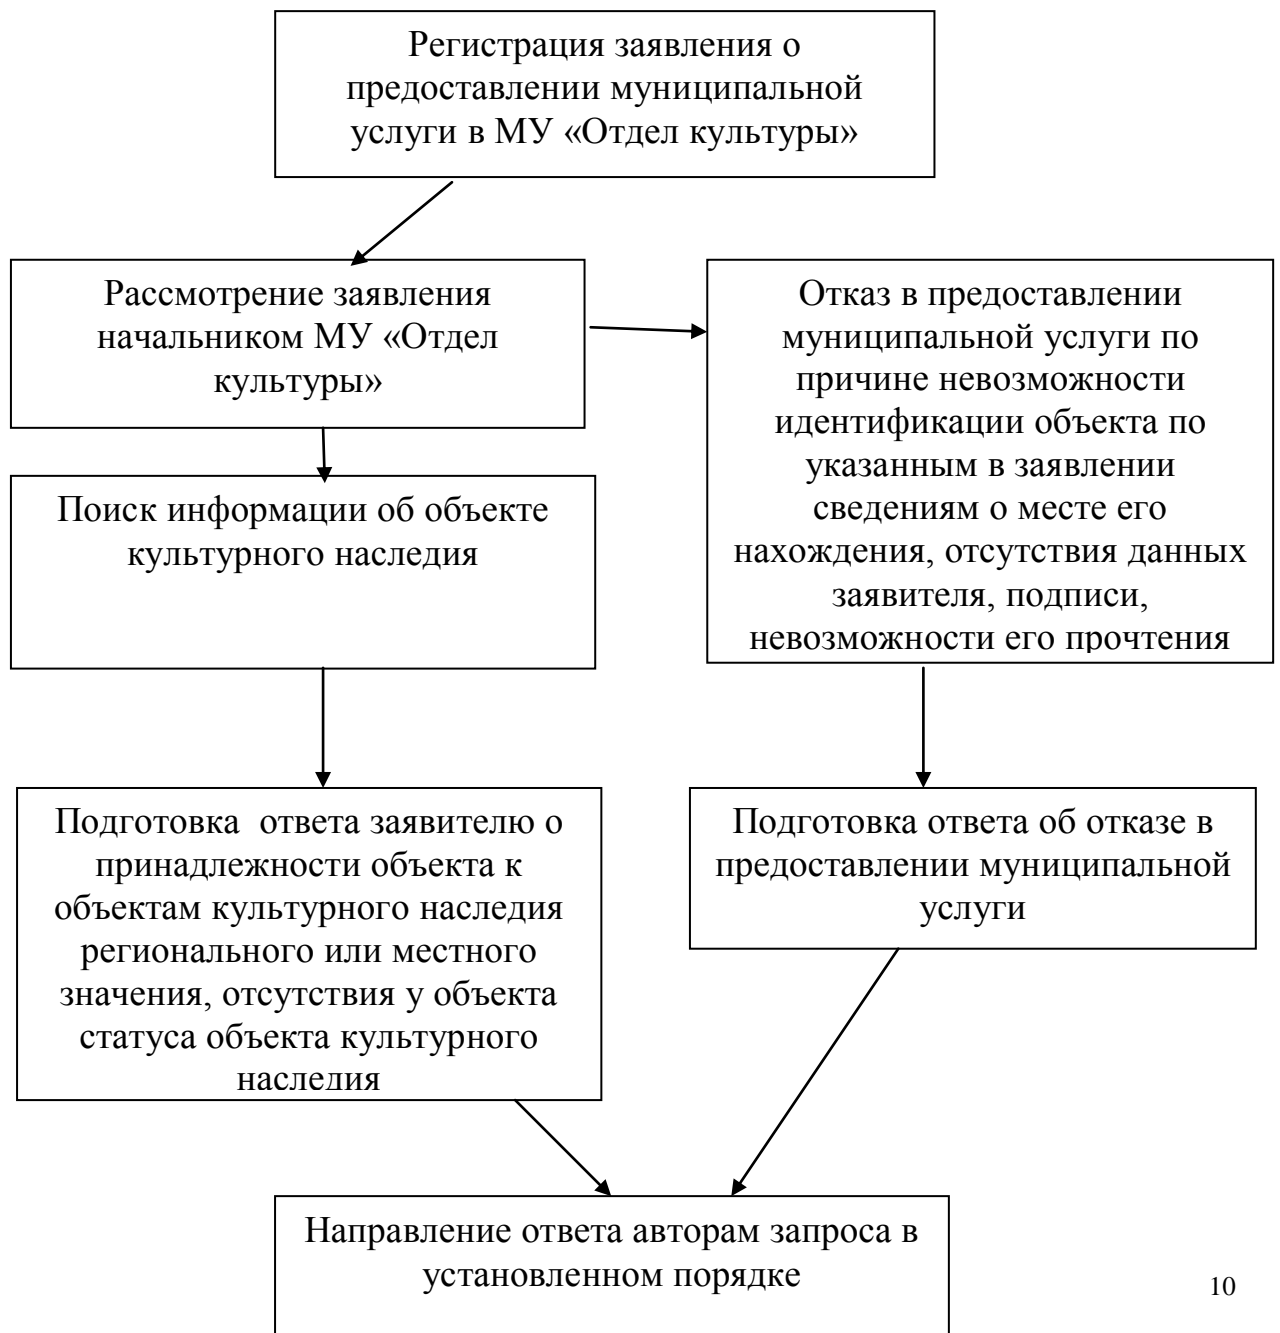 Регистрация заявления о
предоставлении муниципальной
услуги в МУ «Отдел культуры»
Рассмотрение заявления
начальником МУ «Отдел
культуры»
Отказ в предоставлении
муниципальной услуги по
причине невозможности
идентификации объекта по
указанным в заявлении
сведениям о месте его
нахождения, отсутствия данных
заявителя, подписи,
невозможности его прочтения
Поиск информации об объекте
культурного наследия
Подготовка ответа заявителю о
принадлежности объекта к
объектам культурного наследия
регионального или местного
значения, отсутствия у объекта
статуса объекта культурного
наследия
Подготовка ответа об отказе в
предоставлении муниципальной
услуги
Направление ответа авторам запроса в
установленном порядке
10